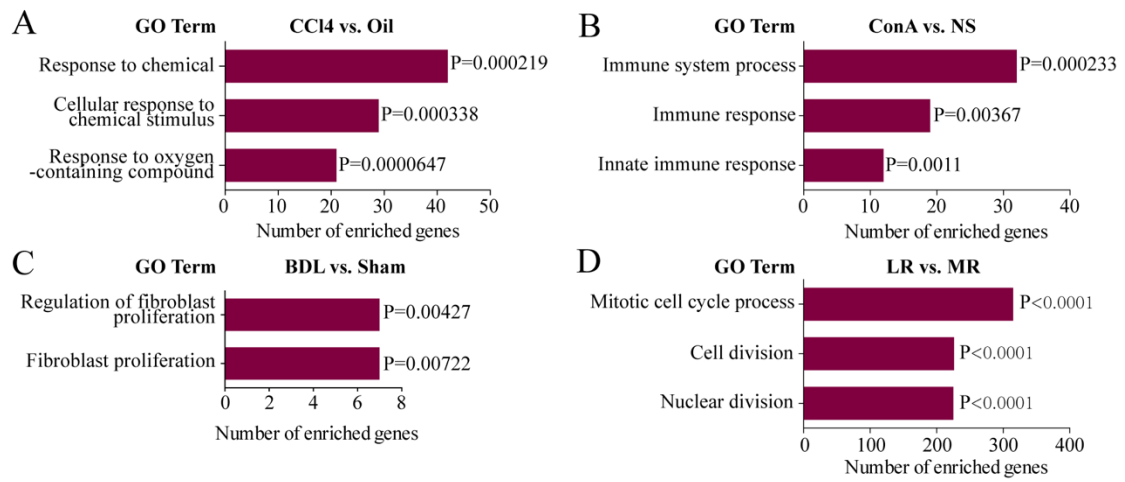 A
GO Term
CCl4 vs. Oil
Response to chemical
P=0.000219
Cellular response to
chemical stimulus
P=0.000338
Response to oxygen
-containing compound
P=0.0000647
0 10 20 30 40 50
Number of enriched genes
B
GO Term
ConA vs. NS
Immune system process
P=0.000233
Immune response
P=0.00367
Innate immune response
P=0.0011
0 10 20 30 40
Number of enriched genes
C
GO Term
BDL vs. Sham
Regulation of fibroblast
proliferation
P=0.00427
Fibroblast proliferation
P=0.00722
0 2 4 6 8
Number of enriched genes
D
GO Term
LR vs. MR
Mitotic cell cycle process
P<0.0001
Cell division
P<0.0001
Nuclear division
P<0.0001
0 100 200 300 400
Number of enriched genes